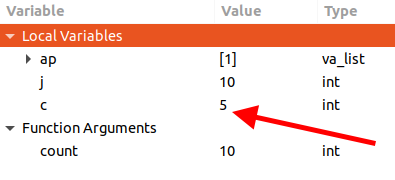 Variable Value Type
Local Variables
ap [1] va_list
j 10 int
c 5 int
Function Arguments
count 10 int